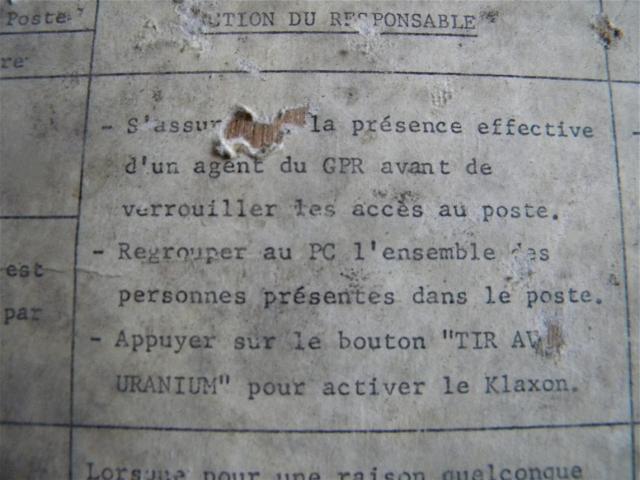 Poste
re
est
par
ACTION DU RESPONSABLE
- S'assur la présence effective
d'un agent du GPR avant de
verrouiller les accès au poste.
- Regrouper au PC l'ensemble des
personnes présentes dans le poste.
- Appuyer sur le bouton "TIR AV
URANIUM" pour activer le Klaxon.
Lorsque pour une raison quelconque